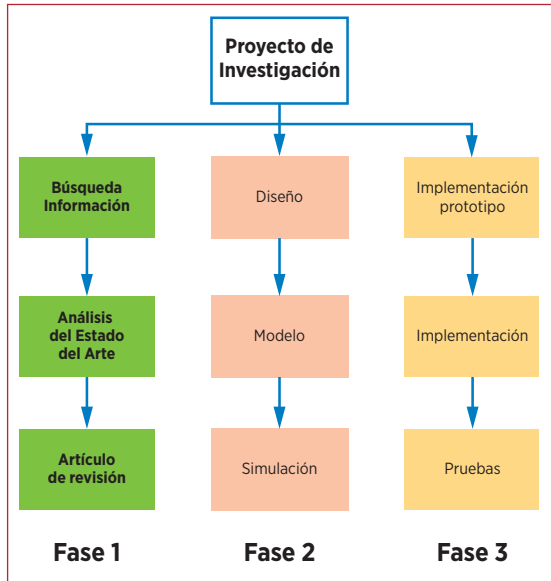 Proyecto de
Investigación
Búsqueda
Información
Diseño
Implementación
prototipo
Análisis
del Estado
del Arte
Modelo
Implementación
Artículo
de revisión
Simulación
Pruebas
Fase 1
Fase 2
Fase 3